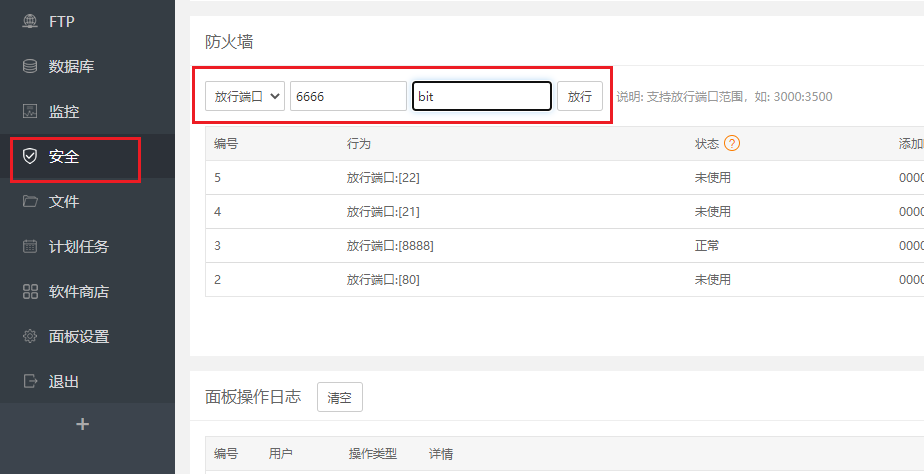 FTP
数据库
监控
安全
文件
计划任务
软件商店
面板设置
退出
+
防火墙
放行端口 6666 bit 放行 说明: 支持放行端口范围，如: 3000:3500
编号 行为 状态 ? 添加
5 放行端口:[22] 未使用 0000
4 放行端口:[21] 未使用 0000
3 放行端口:[8888] 正常 0000
2 放行端口:[80] 未使用 0000
面板操作日志 清空
编号 用户 操作类型 详情